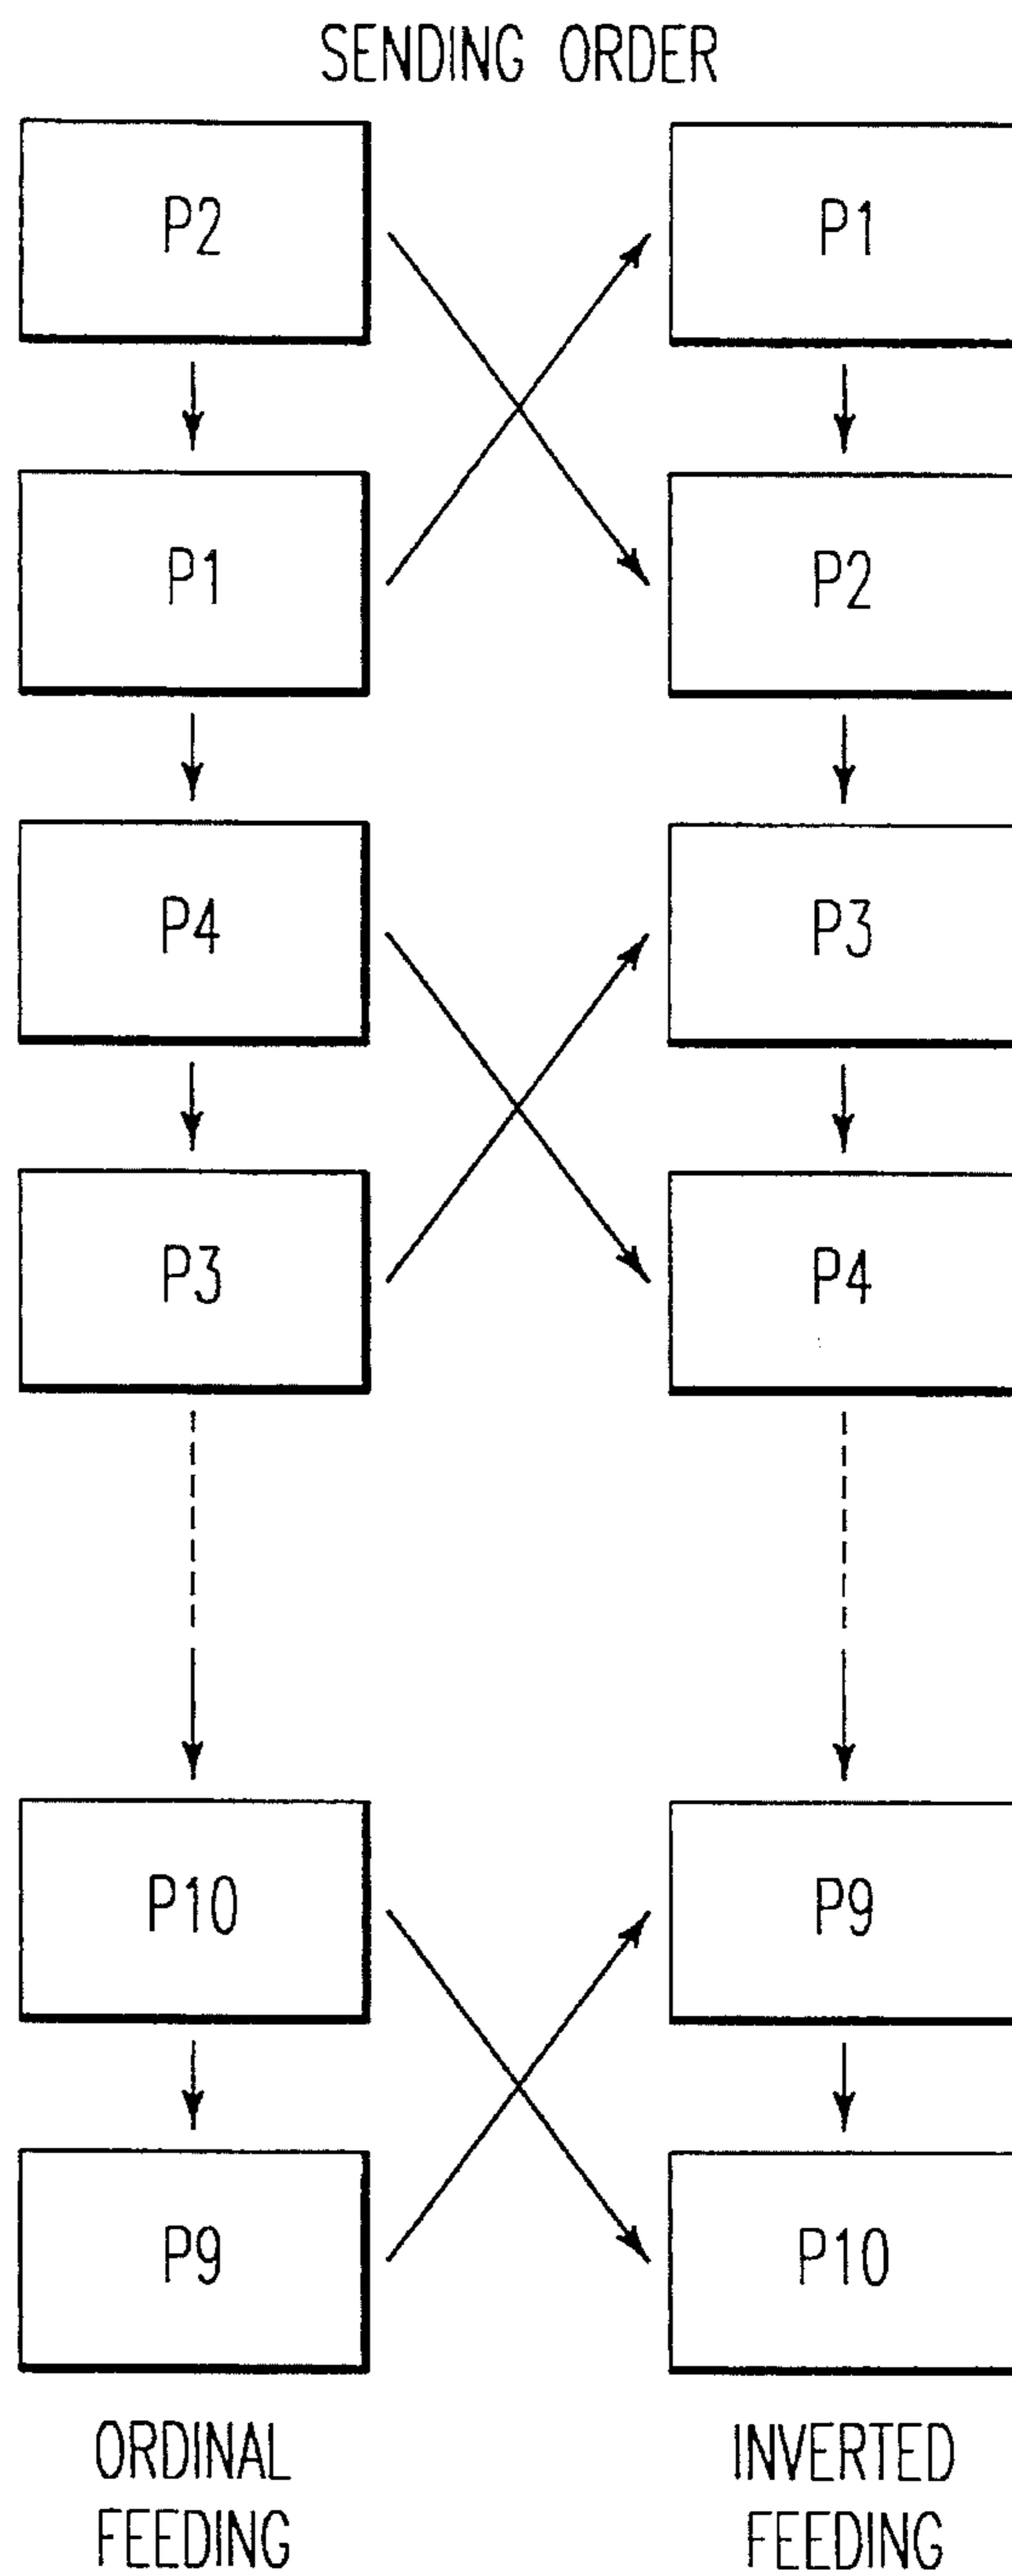 SENDING ORDER
P2 P1
P1 P2
P4 P3
P3 P4
P10 P9
P9 P10
ORDINAL INVERTED
FEEDING FEEDING